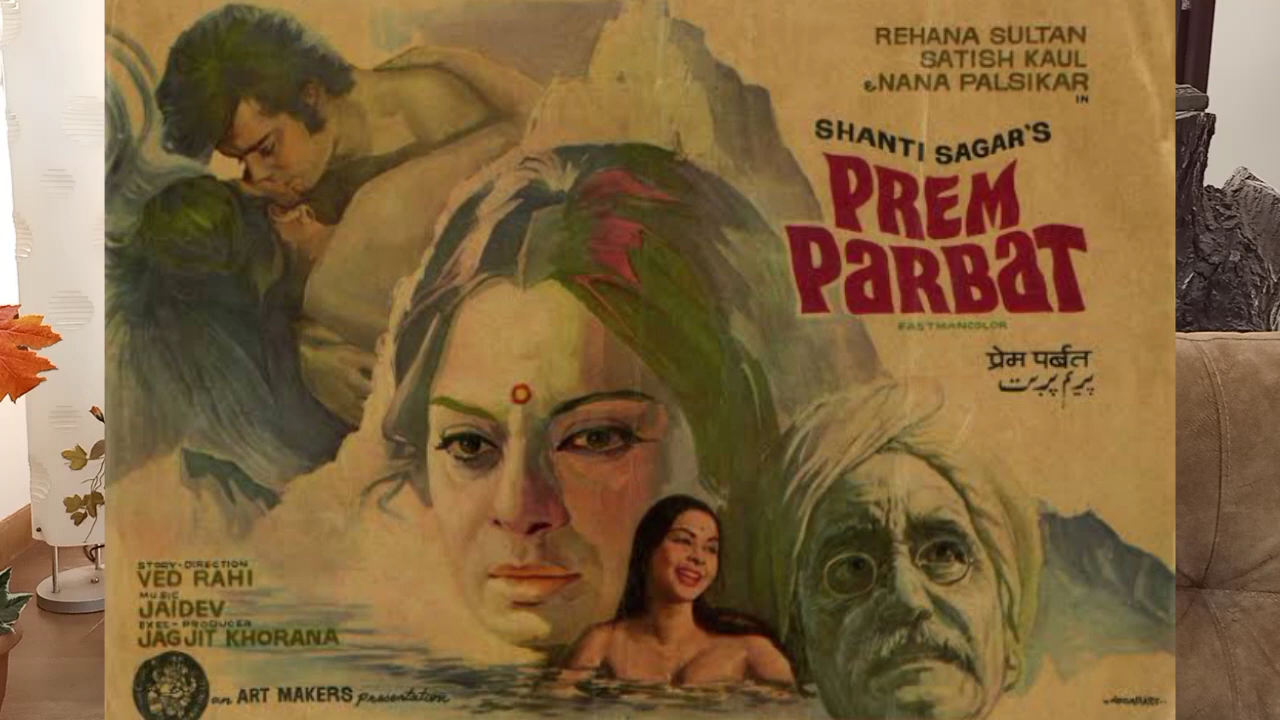 REHANA SULTAN
SATISH KAUL
& NANA PALSIKAR
IN
SHANTI SAGAR'S
PREM
PARBAT
EASTMANCOLOR
प्रेम पर्बत
پریم پربت
STORY-DIRECTION
VED RAHI
MUSIC
JAIDEV
EXEC-PRODUCER
JAGJIT KHORANA
an ART MAKERS presentation